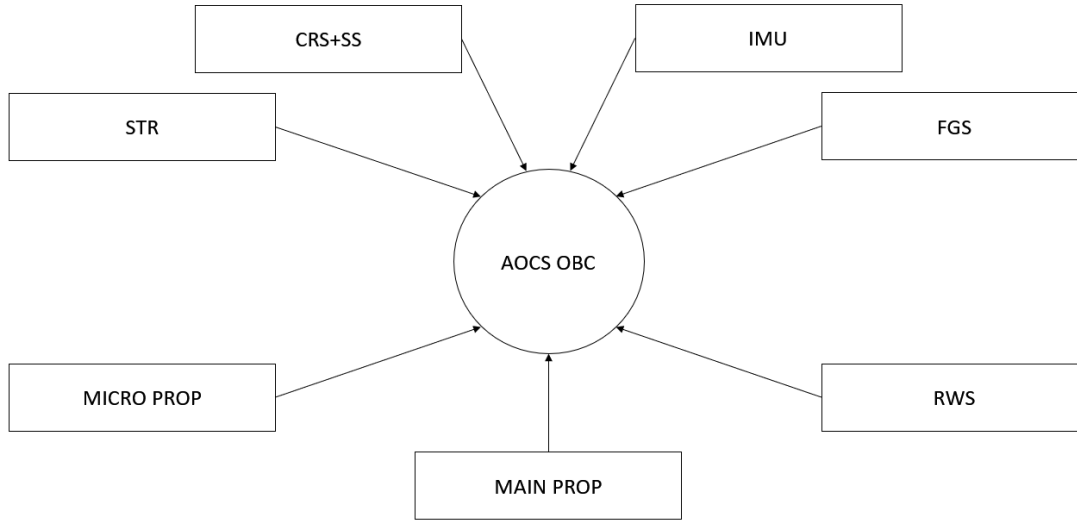 CRS+SS
IMU
STR
FGS
AOCS OBC
MICRO PROP
RWS
MAIN PROP